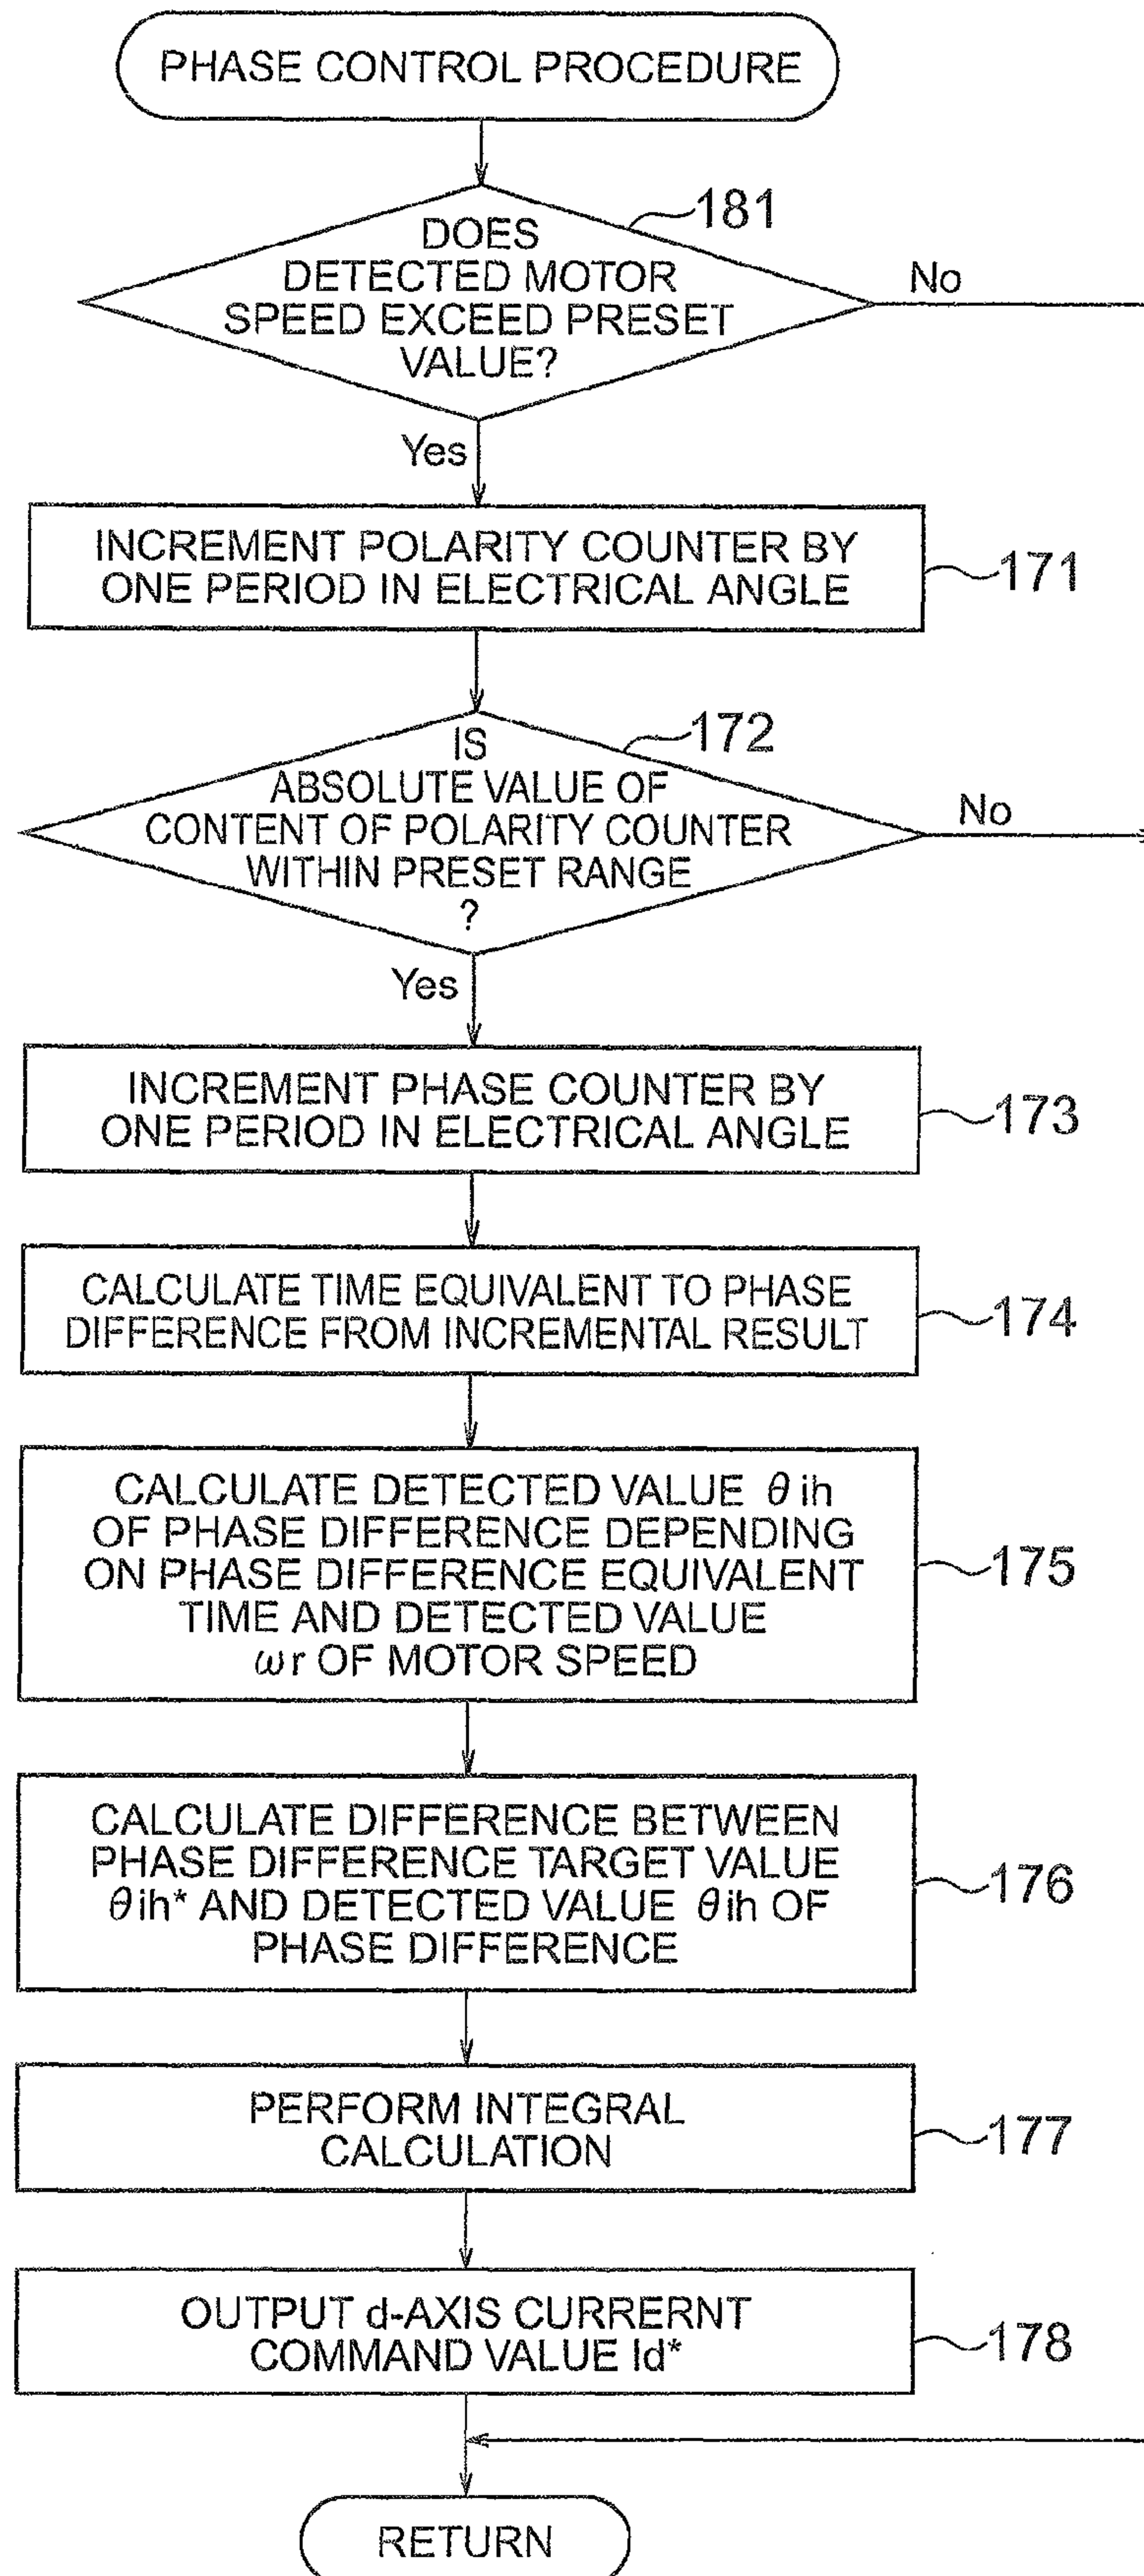 PHASE CONTROL PROCEDURE
181
DOES
DETECTED MOTOR
SPEED EXCEED PRESET
VALUE?
No
Yes
INCREMENT POLARITY COUNTER BY
ONE PERIOD IN ELECTRICAL ANGLE
171
172
IS
ABSOLUTE VALUE OF
CONTENT OF POLARITY COUNTER
WITHIN PRESET RANGE
?
No
Yes
INCREMENT PHASE COUNTER BY
ONE PERIOD IN ELECTRICAL ANGLE
173
CALCULATE TIME EQUIVALENT TO PHASE
DIFFERENCE FROM INCREMENTAL RESULT
174
CALCULATE DETECTED VALUE θih
OF PHASE DIFFERENCE DEPENDING
ON PHASE DIFFERENCE EQUIVALENT
TIME AND DETECTED VALUE
ωr OF MOTOR SPEED
175
CALCULATE DIFFERENCE BETWEEN
PHASE DIFFERENCE TARGET VALUE
θih* AND DETECTED VALUE θih OF
PHASE DIFFERENCE
176
PERFORM INTEGRAL
CALCULATION
177
OUTPUT d-AXIS CURRERNT
COMMAND VALUE Id*
178
RETURN